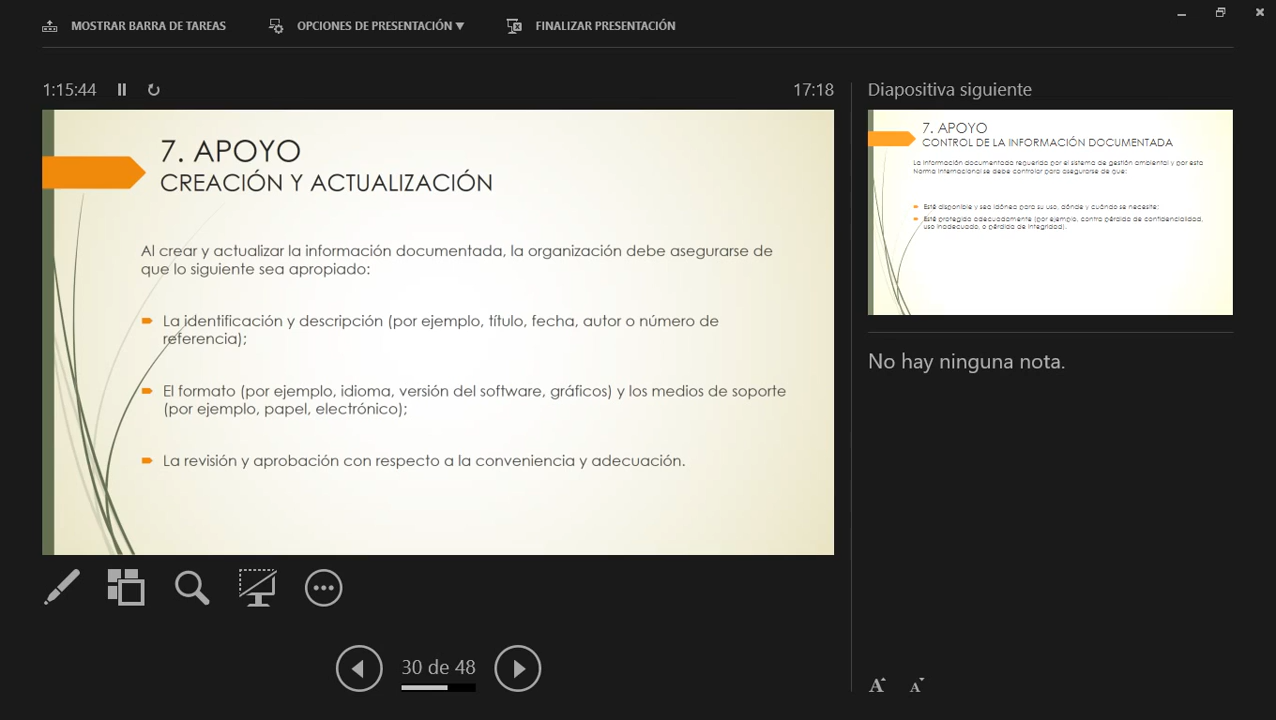 MOSTRAR BARRA DE TAREAS
OPCIONES DE PRESENTACIÓN
FINALIZAR PRESENTACIÓN
1:15:44
17:18
7. APOYO
CREACIÓN Y ACTUALIZACIÓN
Al crear y actualizar la información documentada, la organización debe asegurarse de
que lo siguiente sea apropiado:
La identificación y descripción (por ejemplo, título, fecha, autor o número de
referencia);
El formato (por ejemplo, idioma, versión del software, gráficos) y los medios de soporte
(por ejemplo, papel, electrónico);
La revisión y aprobación con respecto a la conveniencia y adecuación.
30 de 48
Diapositiva siguiente
7. APOYO
CONTROL DE LA INFORMACIÓN DOCUMENTADA
La información documentada requerida por el sistema de gestión ambiental y por esta
Norma Internacional se debe controlar para asegurarse de que:
Esté disponible y sea idónea para su uso, dónde y cuándo se necesite;
Esté protegida adecuadamente (por ejemplo, contra pérdida de confidencialidad,
uso inadecuado, o pérdida de integridad).
No hay ninguna nota.
A A